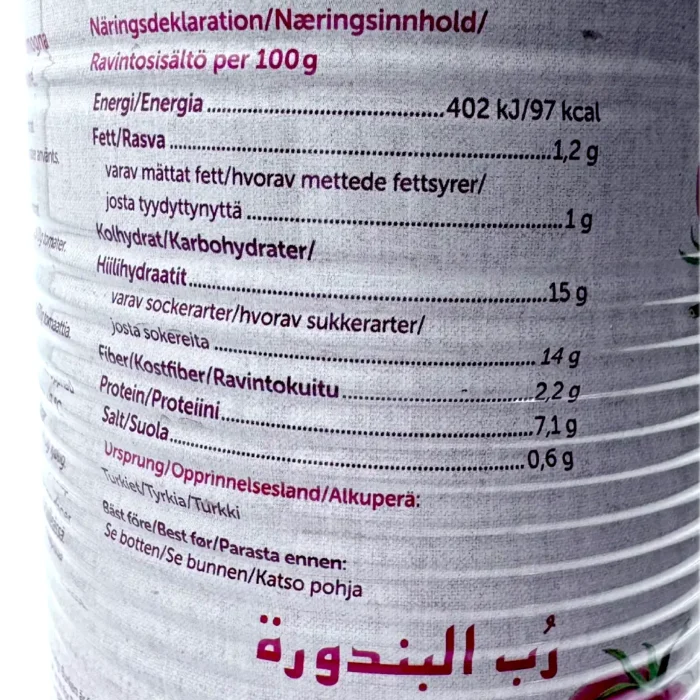 Näringsdeklaration/Næringsinnhold/
Ravintosisältö per 100g
Energi/Energia 402 kJ/97 kcal
Fett/Rasva 1,2 g
varav mättat fett/hvorav mettede fettsyrer/
josta tyydyttynyttä 1 g
Kolhydrat/Karbohydrater/
Hiilihydraatit 15 g
varav sockerarter/hvorav sukkerarter/
josta sokereita 14 g
Fiber/Kostfiber/Ravintokuitu 2,2 g
Protein/Proteiini 7,1 g
Salt/Suola 0,6 g
Ursprung/Opprinnelsesland/Alkuperä:
Turkiet/Tyrkia/Turkki
Bäst före/Best før/Parasta ennen:
Se botten/Se bunnen/Katso pohja
رُب البندورة